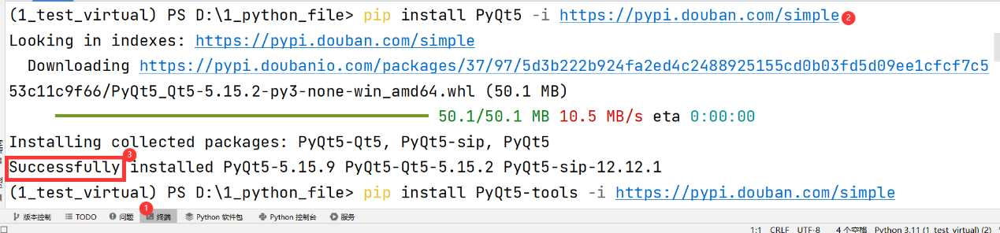 (1_test_virtual) PS D:\1_python_file> pip install PyQt5 -i https://pypi.douban.com/simple 2
Looking in indexes: https://pypi.douban.com/simple
Downloading https://pypi.doubanio.com/packages/37/97/5d3b222b924fa2ed4c2488925155cd0b03fd5d09ee1cfcf7c5
53c11c9f66/PyQt5_Qt5-5.15.2-py3-none-win_amd64.whl (50.1 MB)
50.1/50.1 MB 10.5 MB/s eta 0:00:00
Installing collected packages: PyQt5-Qt5, PyQt5-sip, PyQt5
3
Successfully installed PyQt5-5.15.9 PyQt5-Qt5-5.15.2 PyQt5-sip-12.12.1
(1_test_virtual) PS D:\1_python_file> pip install PyQt5-tools -i https://pypi.douban.com/simple
版本控制 TODO 问题 1 终端 Python 软件包 Python 控制台 服务
1:1 CRLF UTF-8 4 个空格 Python 3.11 (1_test_virtual) (2)